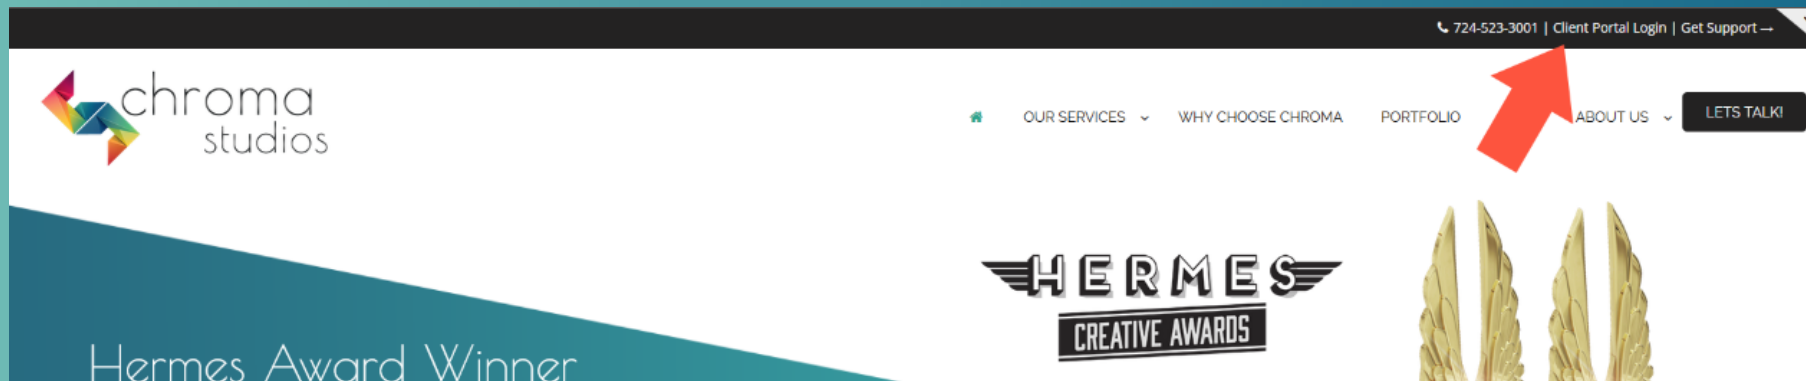 724-523-3001 | Client Portal Login | Get Support →
chroma
studios
OUR SERVICES
WHY CHOOSE CHROMA
PORTFOLIO
ABOUT US
LETS TALK!
HERMES
CREATIVE AWARDS
Hermes Award Winner